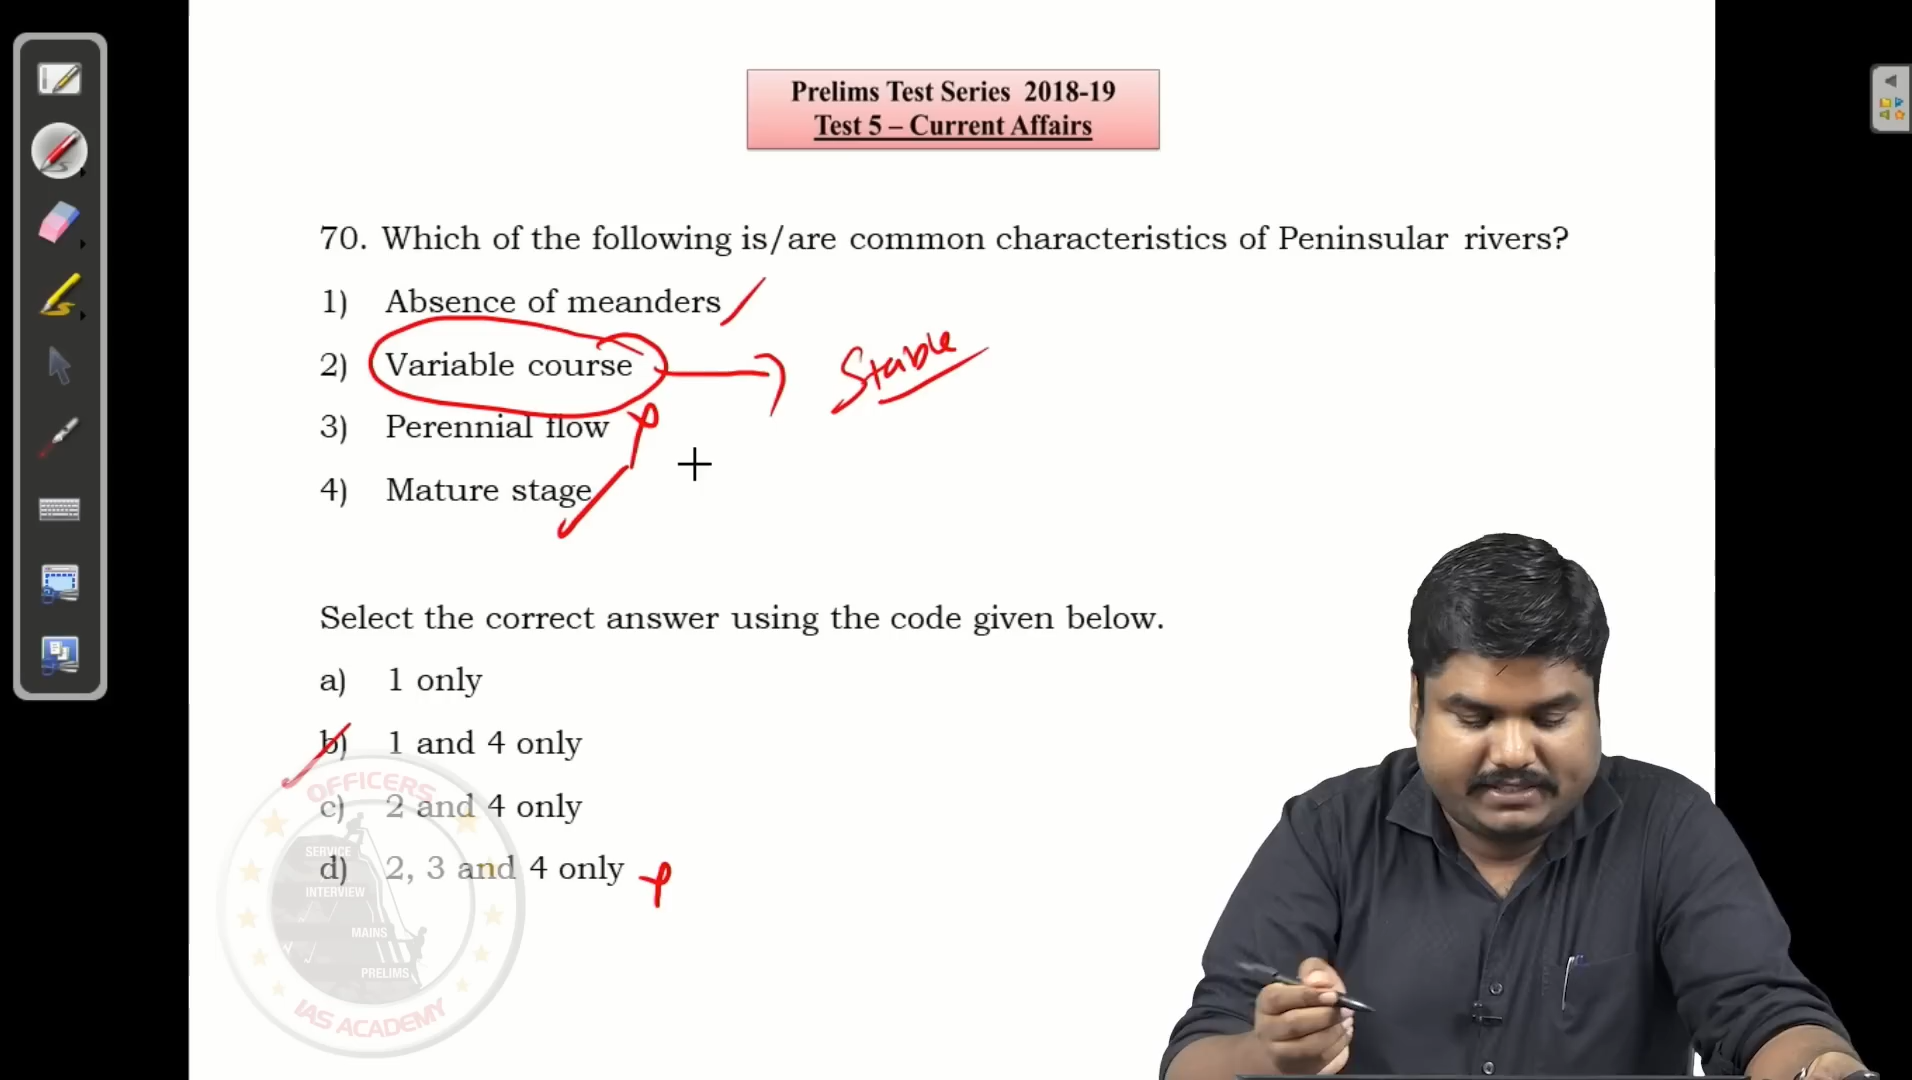 Prelims Test Series 2018-19
Test 5 – Current Affairs
70. Which of the following is/are common characteristics of Peninsular rivers?
1) Absence of meanders
2) Variable course
Stable
3) Perennial flow
4) Mature stage
Select the correct answer using the code given below.
a) 1 only
b) 1 and 4 only
c) 2 and 4 only
d) 2, 3 and 4 only
OFFICERS
SERVICE
INTERVIEW
MAINS
PRELIMS
IAS ACADEMY